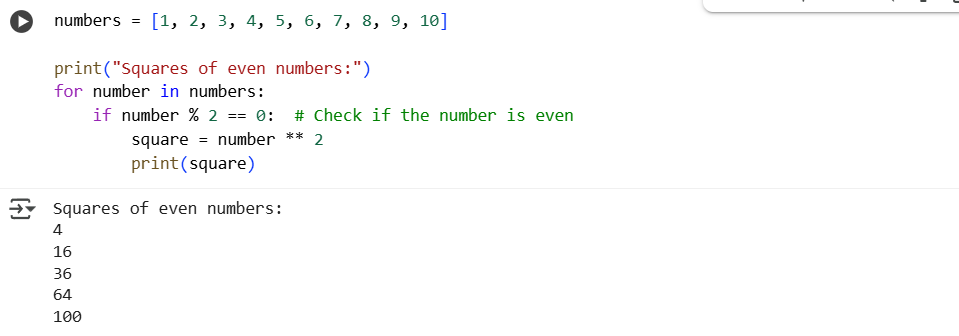 numbers = [1, 2, 3, 4, 5, 6, 7, 8, 9, 10]
print("Squares of even numbers:")
for number in numbers:
    if number % 2 == 0:  # Check if the number is even
        square = number ** 2
        print(square)
Squares of even numbers:
4
16
36
64
100